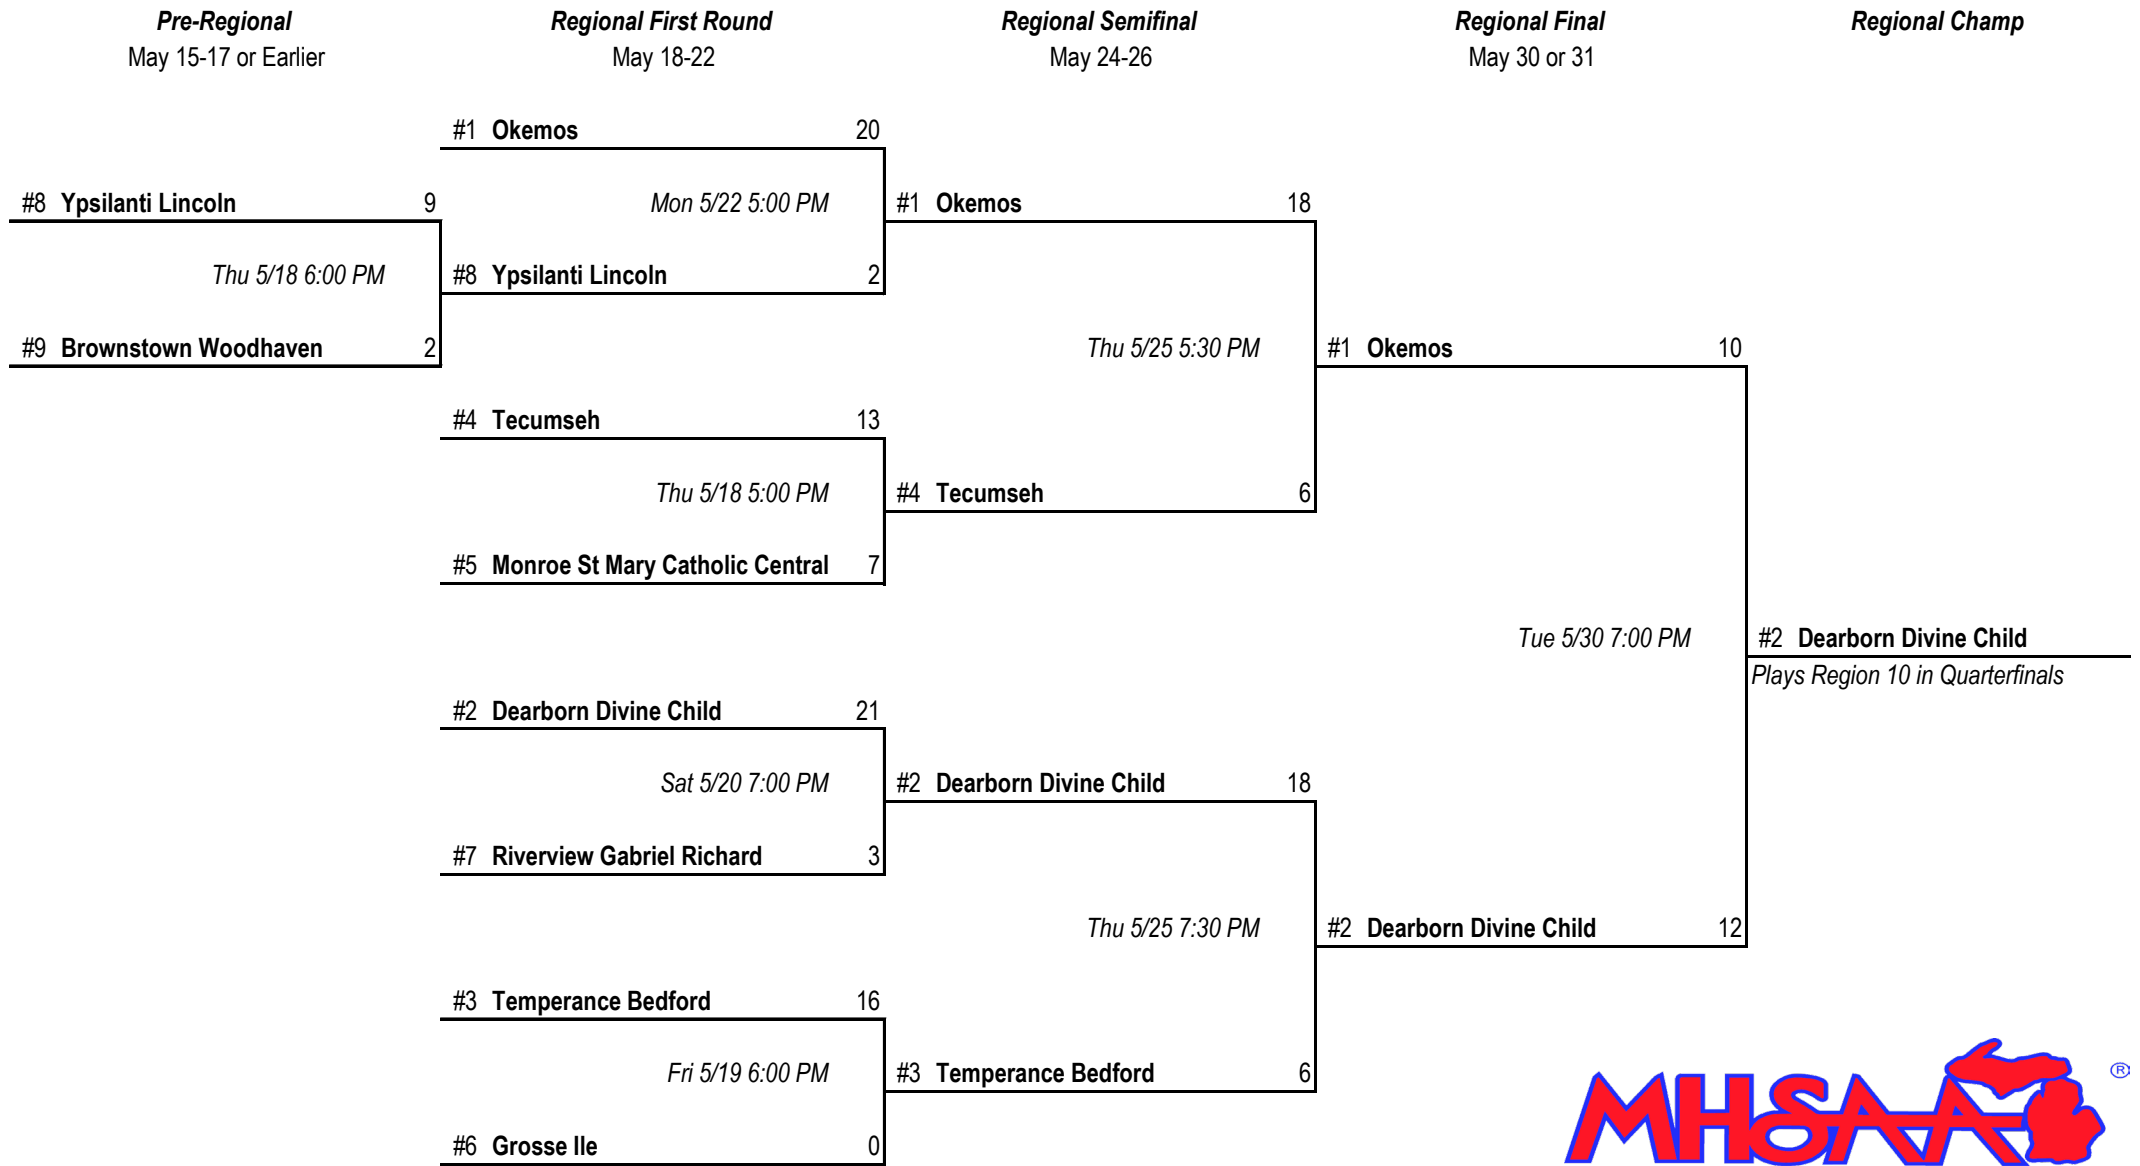 Pre-Regional Regional First Round Regional Semifinal Regional Final Regional Champ
May 15-17 or Earlier May 18-22 May 24-26 May 30 or 31
#1 Okemos 20
#8 Ypsilanti Lincoln 9 Mon 5/22 5:00 PM #1 Okemos 18
Thu 5/18 6:00 PM #8 Ypsilanti Lincoln 2
#9 Brownstown Woodhaven 2 Thu 5/25 5:30 PM #1 Okemos 10
#4 Tecumseh 13
Thu 5/18 5:00 PM #4 Tecumseh 6
#5 Monroe St Mary Catholic Central 7
Tue 5/30 7:00 PM #2 Dearborn Divine Child
Plays Region 10 in Quarterfinals
#2 Dearborn Divine Child 21
Sat 5/20 7:00 PM #2 Dearborn Divine Child 18
#7 Riverview Gabriel Richard 3
Thu 5/25 7:30 PM #2 Dearborn Divine Child 12
#3 Temperance Bedford 16
Fri 5/19 6:00 PM #3 Temperance Bedford 6
#6 Grosse Ile 0
MHSAA ®